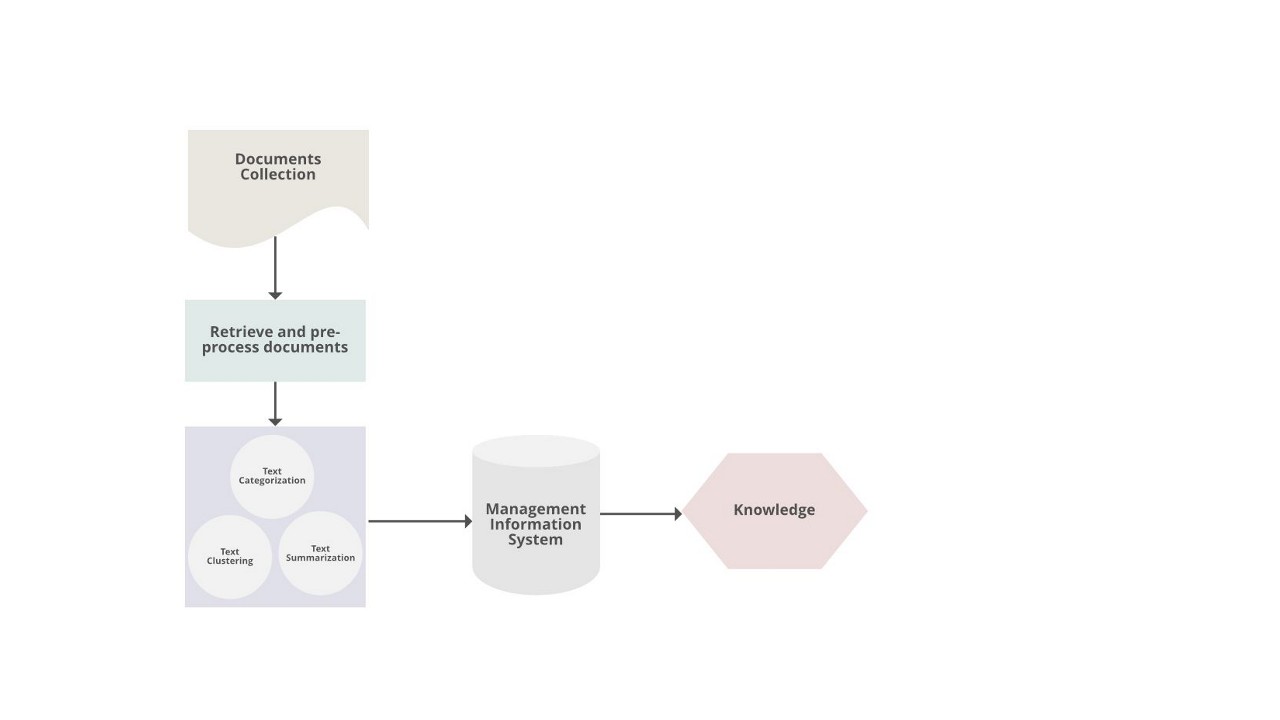 Documents
Collection
Retrieve and pre-
process documents
Text
Categorization
Text
Clustering
Text
Summarization
Management
Information
System
Knowledge